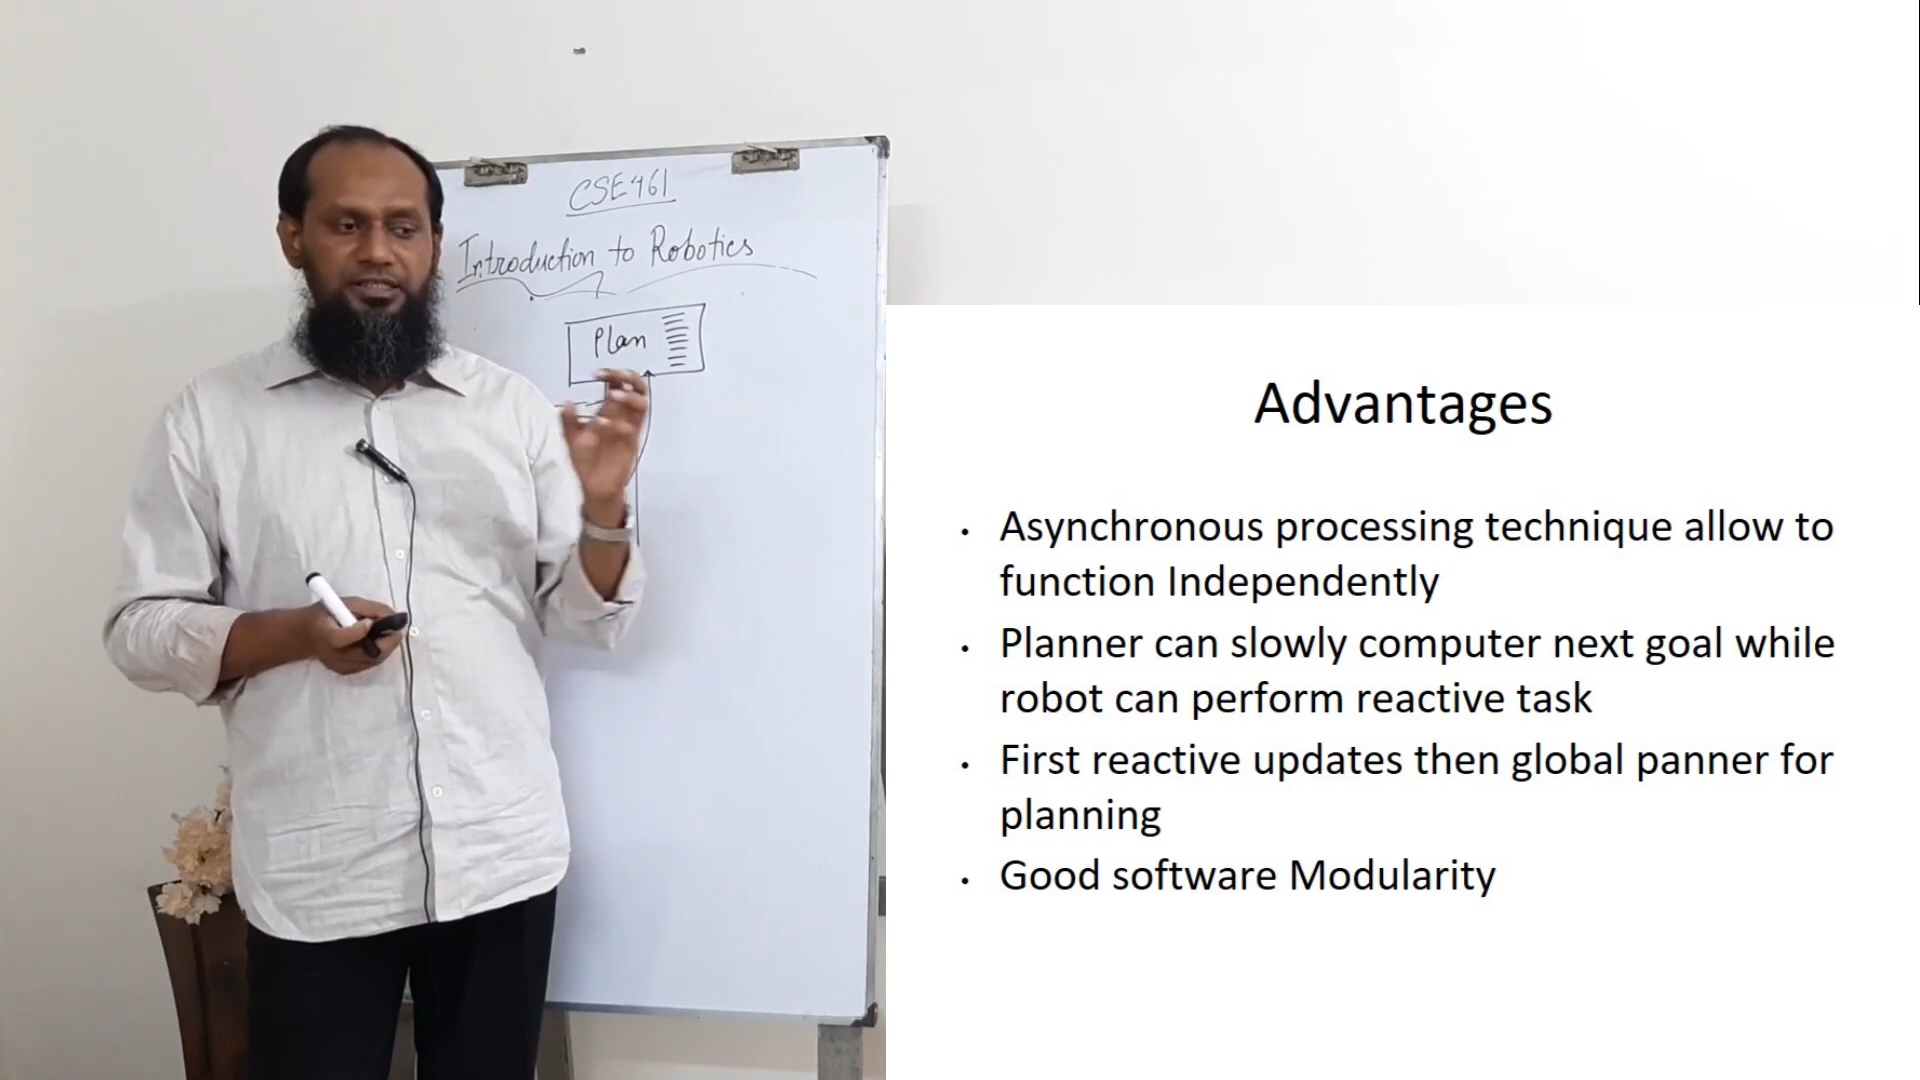 CSE461
Introduction to Robotics
Plan
Advantages
• Asynchronous processing technique allow to
function Independently
• Planner can slowly computer next goal while
robot can perform reactive task
• First reactive updates then global panner for
planning
• Good software Modularity